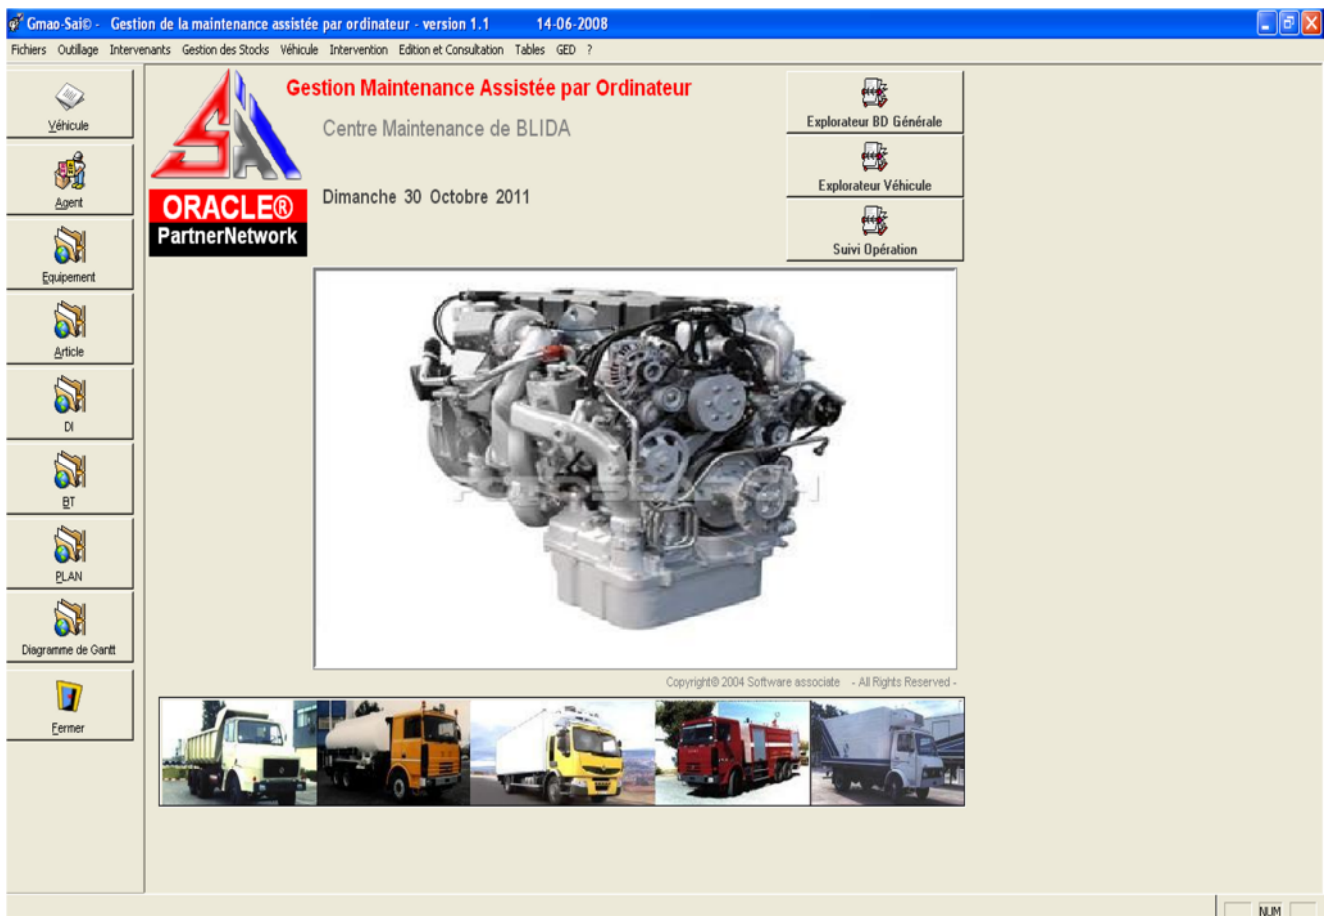 Gmao-Sai© - Gestion de la maintenance assistée par ordinateur - version 1.1 14-06-2008
Fichiers Outillage Intervenants Gestion des Stocks Véhicule Intervention Edition et Consultation Tables GED ?
Véhicule
Agent
Equipement
Article
DI
BT
PLAN
Diagramme de Gantt
Fermer
SAI
ORACLE®
PartnerNetwork
Gestion Maintenance Assistée par Ordinateur
Centre Maintenance de BLIDA
Dimanche 30 Octobre 2011
Explorateur BD Générale
Explorateur Véhicule
Suivi Opération
FOTOSEARCH
Copyright© 2004 Software associate - All Rights Reserved -
NUM